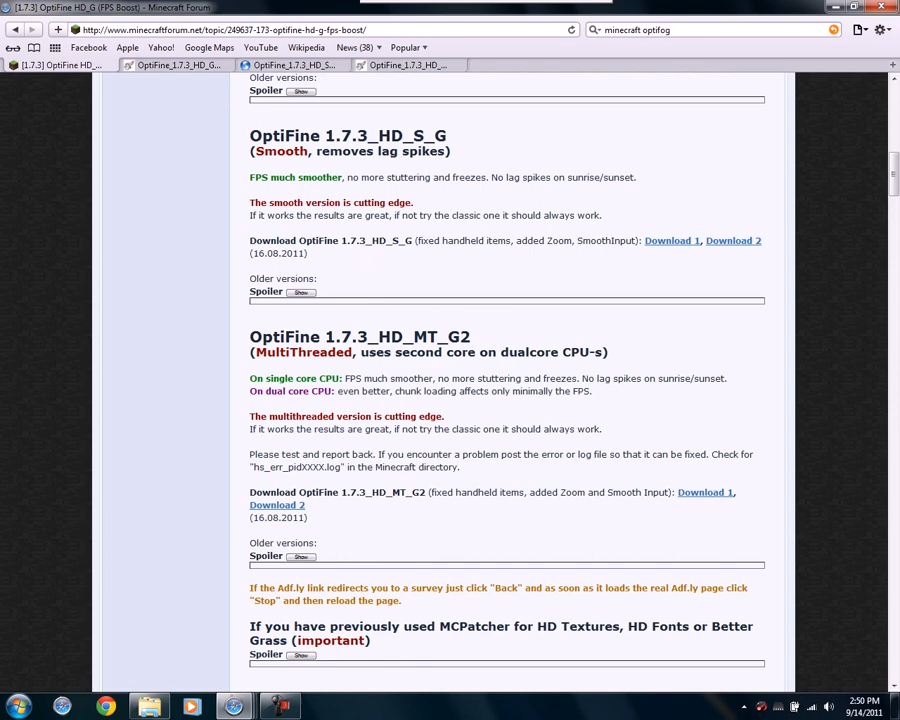 [1.7.3] OptiFine HD_G (FPS Boost) - Minecraft Forum
http://www.minecraftforum.net/topic/249637-173-optifine-hd-g-fps-boost/
minecraft optifog
Facebook Apple Yahoo! Google Maps YouTube Wikipedia News (38) Popular
[1.7.3] OptiFine HD_... OptiFine_1.7.3_HD_G... OptiFine_1.7.3_HD_S... OptiFine_1.7.3_HD_...
Older versions:
Spoiler Show
OptiFine 1.7.3_HD_S_G
(Smooth, removes lag spikes)
FPS much smoother, no more stuttering and freezes. No lag spikes on sunrise/sunset.
The smooth version is cutting edge.
If it works the results are great, if not try the classic one it should always work.
Download OptiFine 1.7.3_HD_S_G (fixed handheld items, added Zoom, SmoothInput): Download 1, Download 2
(16.08.2011)
Older versions:
Spoiler Show
OptiFine 1.7.3_HD_MT_G2
(MultiThreaded, uses second core on dualcore CPU-s)
On single core CPU: FPS much smoother, no more stuttering and freezes. No lag spikes on sunrise/sunset.
On dual core CPU: even better, chunk loading affects only minimally the FPS.
The multithreaded version is cutting edge.
If it works the results are great, if not try the classic one it should always work.
Please test and report back. If you encounter a problem post the error or log file so that it can be fixed. Check for
"hs_err_pidXXXX.log" in the Minecraft directory.
Download OptiFine 1.7.3_HD_MT_G2 (fixed handheld items, added Zoom and Smooth Input): Download 1,
Download 2
(16.08.2011)
Older versions:
Spoiler Show
If the Adf.ly link redirects you to a survey just click "Back" and as soon as it loads the real Adf.ly page click
"Stop" and then reload the page.
If you have previously used MCPatcher for HD Textures, HD Fonts or Better
Grass (important)
Spoiler Show
2:50 PM
9/14/2011